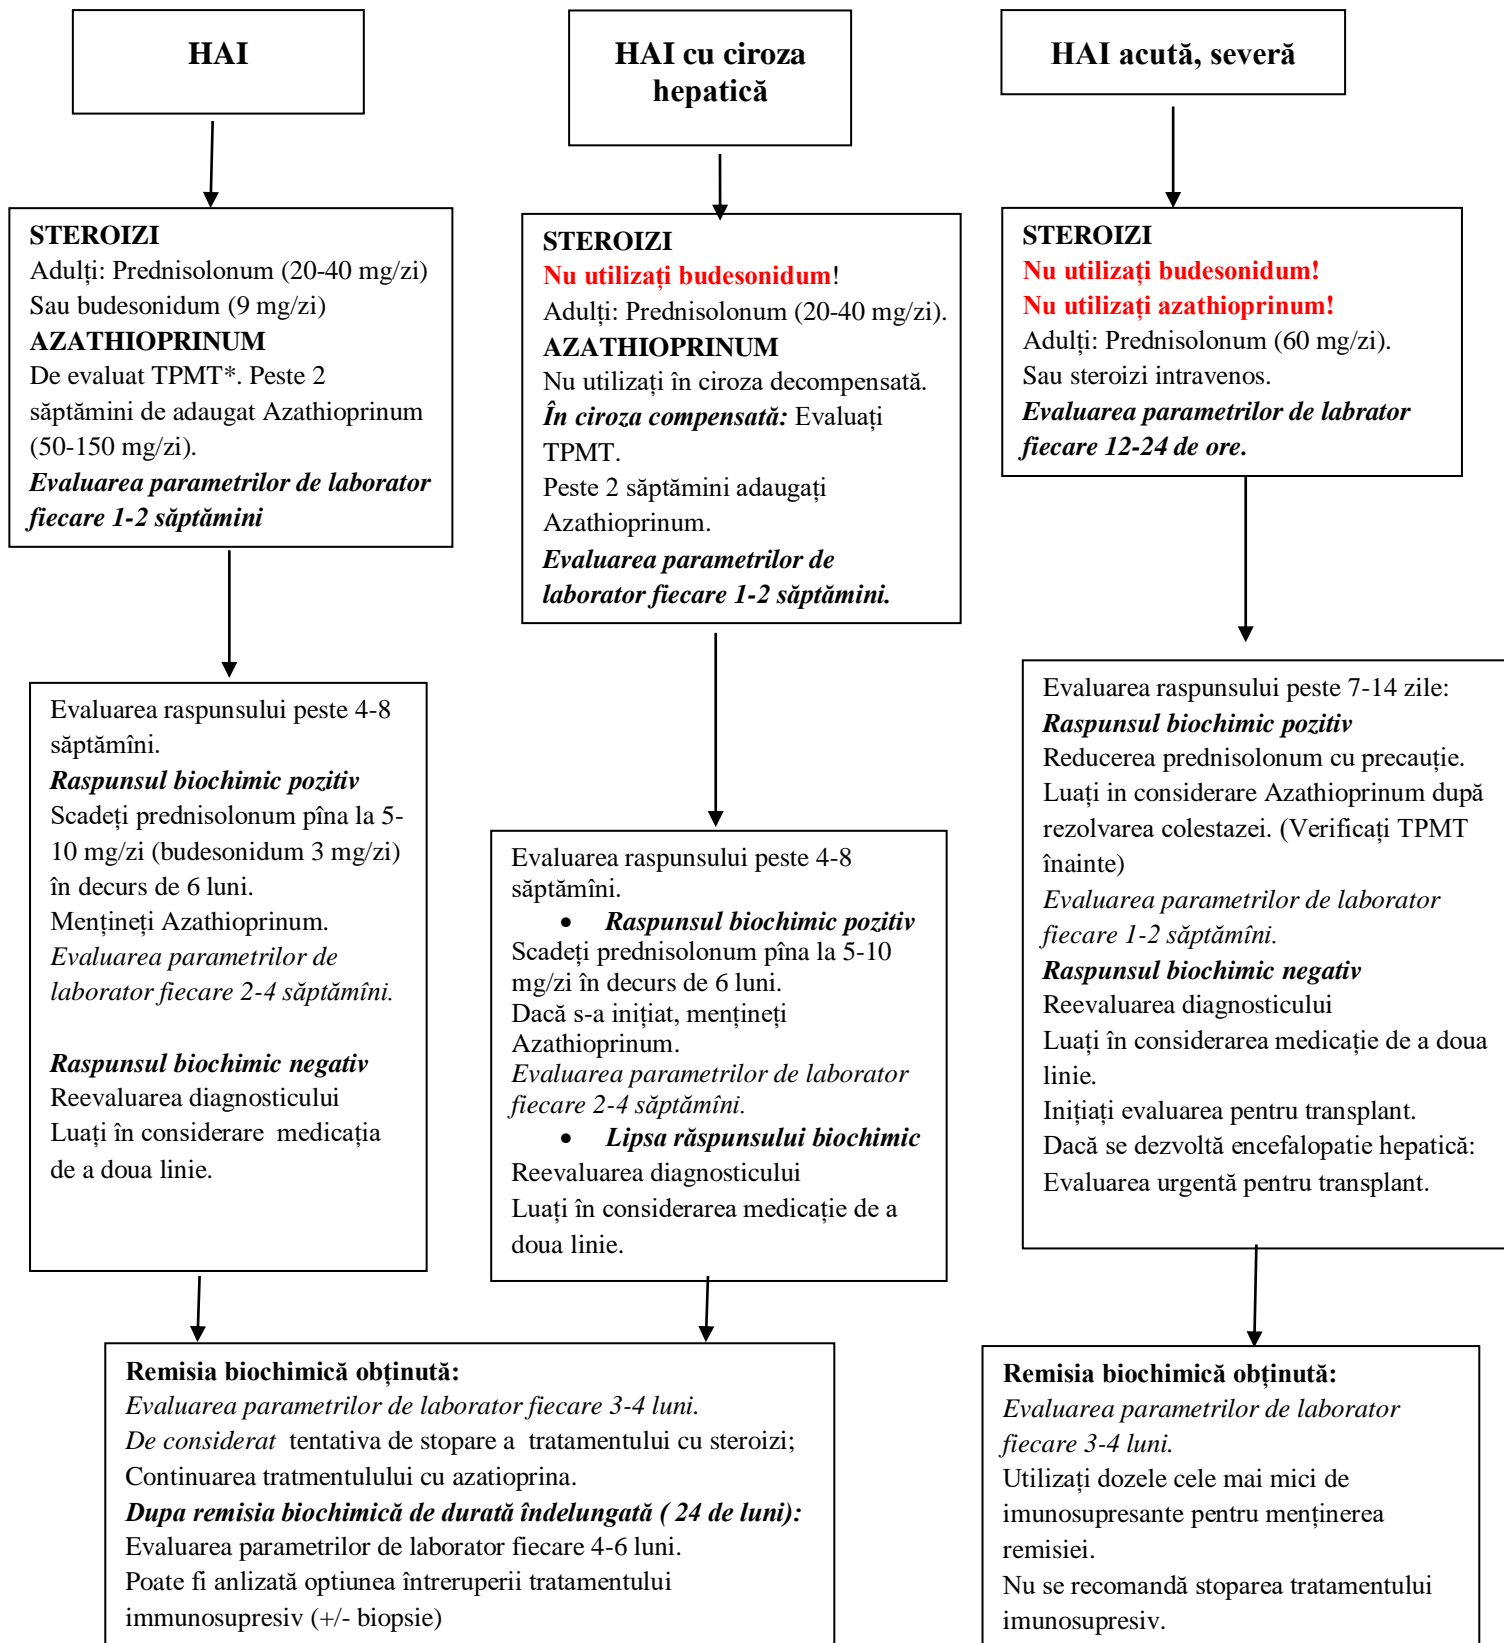 HAI
STEROIZI
Adulți: Prednisolonum (20-40 mg/zi)
Sau budesonidum (9 mg/zi)
AZATHIOPRINUM
De evaluat TPMT*. Peste 2
săptămini de adaugat Azathioprinum
(50-150 mg/zi).
Evaluarea parametrilor de laborator
fiecare 1-2 săptămini
Evaluarea raspunsului peste 4-8
săptămîni.
Raspunsul biochimic pozitiv
Scadeți prednisolonum pîna la 5-
10 mg/zi (budesonidum 3 mg/zi)
în decurs de 6 luni.
Mențineți Azathioprinum.
Evaluarea parametrilor de
laborator fiecare 2-4 săptămîni.
Raspunsul biochimic negativ
Reevaluarea diagnosticului
Luați în considerare medicația
de a doua linie.
HAI cu ciroza
hepatică
STEROIZI
Nu utilizați budesonidum!
Adulți: Prednisolonum (20-40 mg/zi).
AZATHIOPRINUM
Nu utilizați în ciroza decompensată.
În ciroza compensată: Evaluați
TPMT.
Peste 2 săptămini adaugați
Azathioprinum.
Evaluarea parametrilor de
laborator fiecare 1-2 săptămini.
Evaluarea raspunsului peste 4-8
săptămîni.
• Raspunsul biochimic pozitiv
Scadeți prednisolonum pîna la 5-10
mg/zi în decurs de 6 luni.
Dacă s-a inițiat, mențineți
Azathioprinum.
Evaluarea parametrilor de laborator
fiecare 2-4 săptămîni.
• Lipsa răspunsului biochimic
Reevaluarea diagnosticului
Luați în considerarea medicație de a
doua linie.
Remisia biochimică obținută:
Evaluarea parametrilor de laborator fiecare 3-4 luni.
De considerat tentativa de stopare a tratamentului cu steroizi;
Continuarea tratmentulului cu azatioprina.
Dupa remisia biochimică de durată îndelungată ( 24 de luni):
Evaluarea parametrilor de laborator fiecare 4-6 luni.
Poate fi anlizată optiunea întreruperii tratamentului
immunosupresiv (+/- biopsie)
HAI acută, severă
STEROIZI
Nu utilizați budesonidum!
Nu utilizați azathioprinum!
Adulți: Prednisolonum (60 mg/zi).
Sau steroizi intravenos.
Evaluarea parametrilor de labrator
fiecare 12-24 de ore.
Evaluarea raspunsului peste 7-14 zile:
Raspunsul biochimic pozitiv
Reducerea prednisolonum cu precauție.
Luați in considerare Azathioprinum după
rezolvarea colestazei. (Verificați TPMT
înainte)
Evaluarea parametrilor de laborator
fiecare 1-2 săptămîni.
Raspunsul biochimic negativ
Reevaluarea diagnosticului
Luați în considerarea medicație de a doua
linie.
Inițiați evaluarea pentru transplant.
Dacă se dezvoltă encefalopatie hepatică:
Evaluarea urgentă pentru transplant.
Remisia biochimică obținută:
Evaluarea parametrilor de laborator
fiecare 3-4 luni.
Utilizați dozele cele mai mici de
imunosupresante pentru menținerea
remisiei.
Nu se recomandă stoparea tratamentului
imunosupresiv.